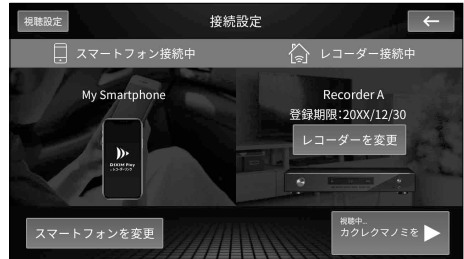 視聴設定
接続設定
スマートフォン接続中
レコーダー接続中
My Smartphone
Recorder A
登録期限:20XX/12/30
レコーダーを変更
DiXiM Play
スマートフォンを変更
視聴中...
カクレクマノミを